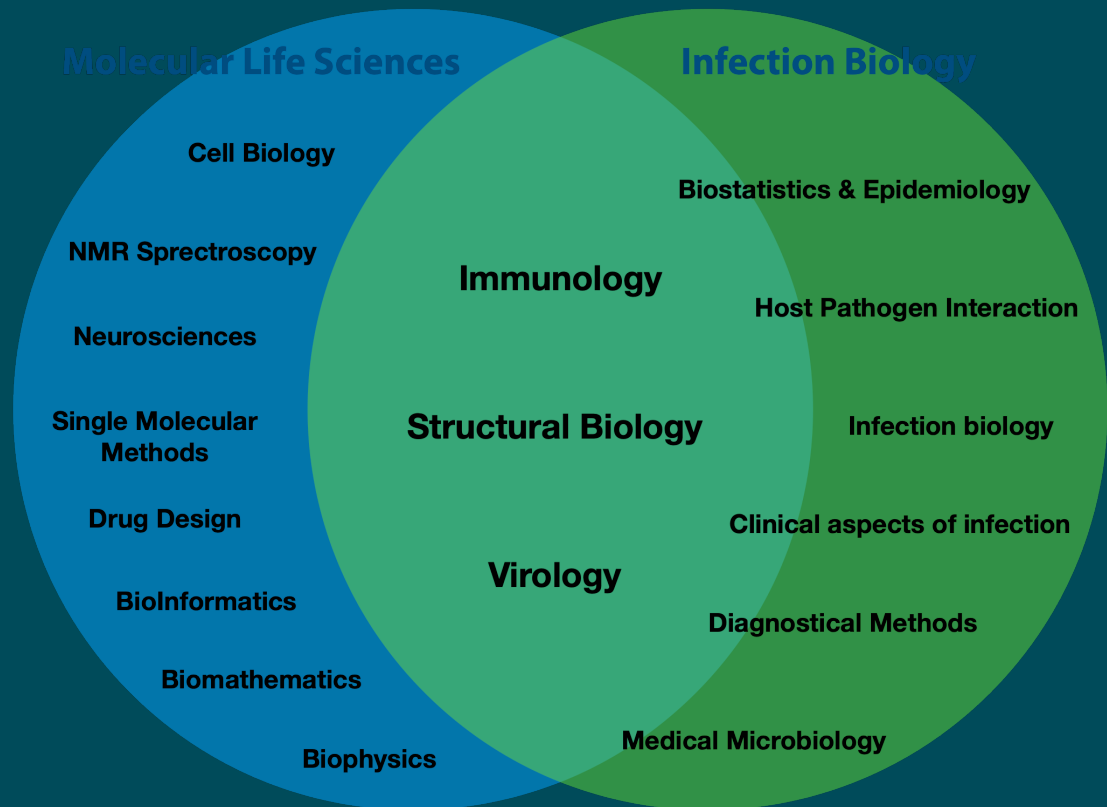 Molecular Life Sciences
Infection Biology
Cell Biology
NMR Sprectroscopy
Neurosciences
Single Molecular
Methods
Drug Design
BioInformatics
Biomathematics
Biophysics
Immunology
Structural Biology
Virology
Biostatistics & Epidemiology
Host Pathogen Interaction
Infection biology
Clinical aspects of infection
Diagnostical Methods
Medical Microbiology